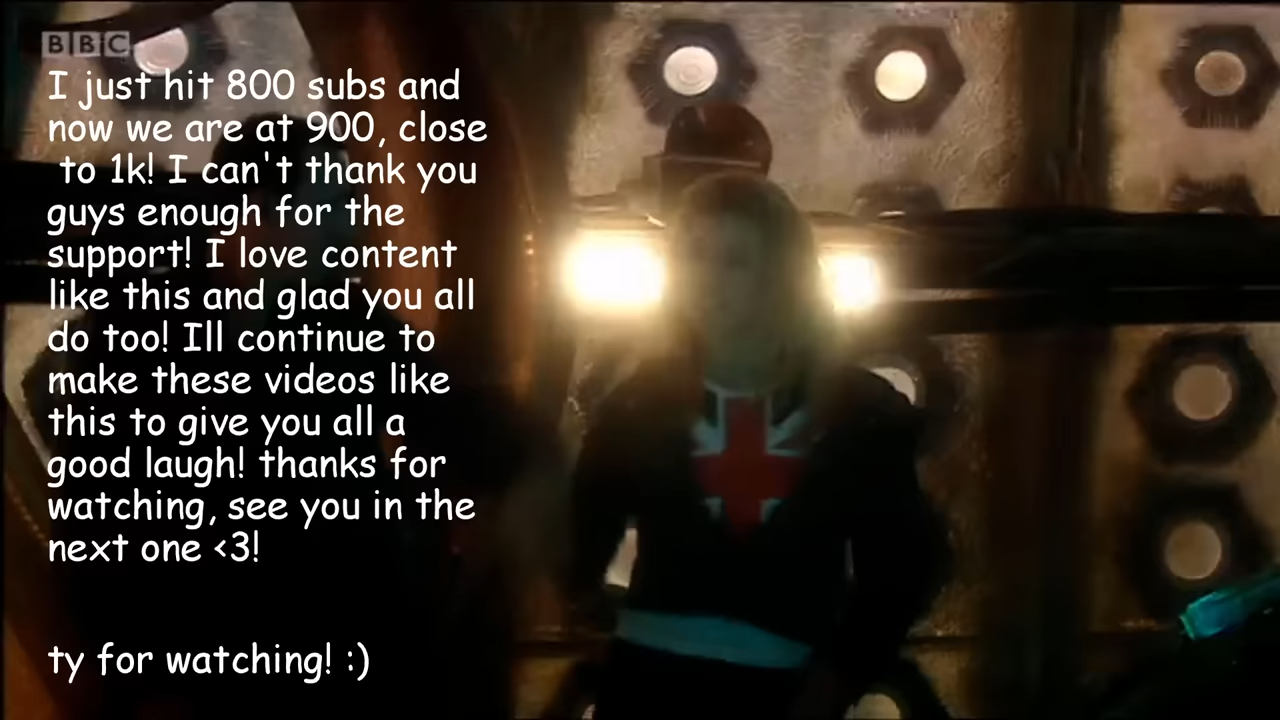 BBC
I just hit 800 subs and
now we are at 900, close
to 1k! I can't thank you
guys enough for the
support! I love content
like this and glad you all
do too! Ill continue to
make these videos like
this to give you all a
good laugh! thanks for
watching, see you in the
next one <3!
ty for watching! :)